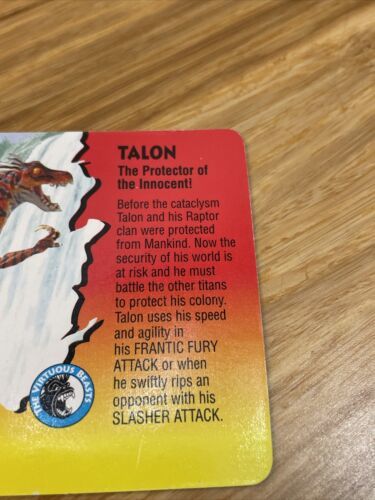 TALON
The Protector of
the Innocent!
Before the cataclysm
Talon and his Raptor
clan were protected
from Mankind. Now the
security of his world is
at risk and he must
battle the other titans
to protect his colony.
Talon uses his speed
and agility in
his FRANTIC FURY
ATTACK or when
he swiftly rips an
opponent with his
SLASHER ATTACK.
THE VIRTUOUS BEASTS